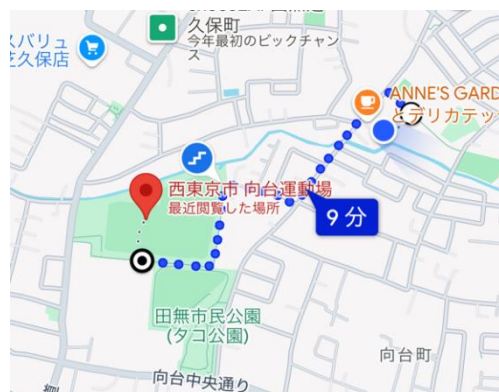 久保町
今年最初のビックチャン
ス
スバリュ
芝久保店
ANNE'S GARD
とデリカテッ
西東京市 向台運動場
最近閲覧した場所
9 分
田無市民公園
(タコ公園)
向台町
向台中央通り